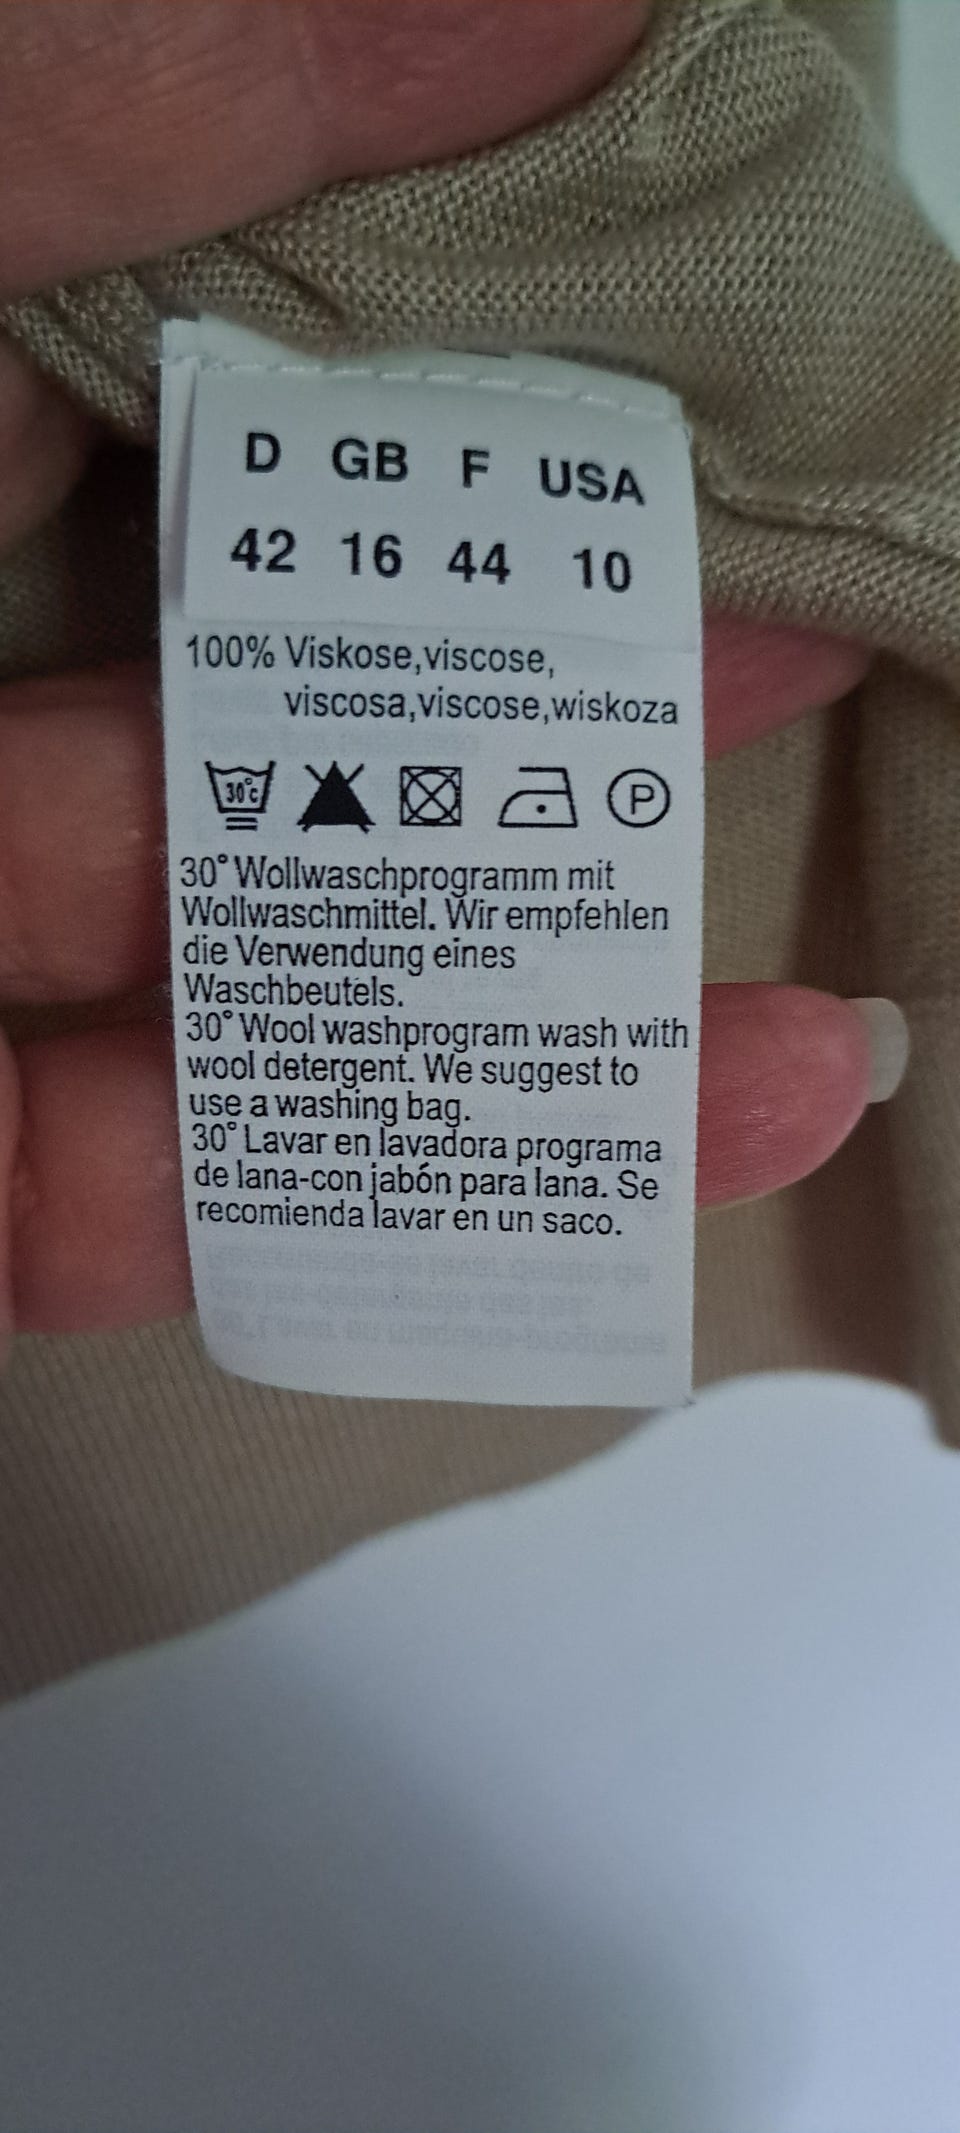 D GB F USA
42 16 44 10
100% Viskose,viscose,
viscosa,viscose,wiskoza
30°c
P
30° Wollwaschprogramm mit
Wollwaschmittel. Wir empfehlen
die Verwendung eines
Waschbeutels.
30° Wool washprogram wash with
wool detergent. We suggest to
use a washing bag.
30° Lavar en lavadora programa
de lana-con jabón para lana. Se
recomienda lavar en un saco.